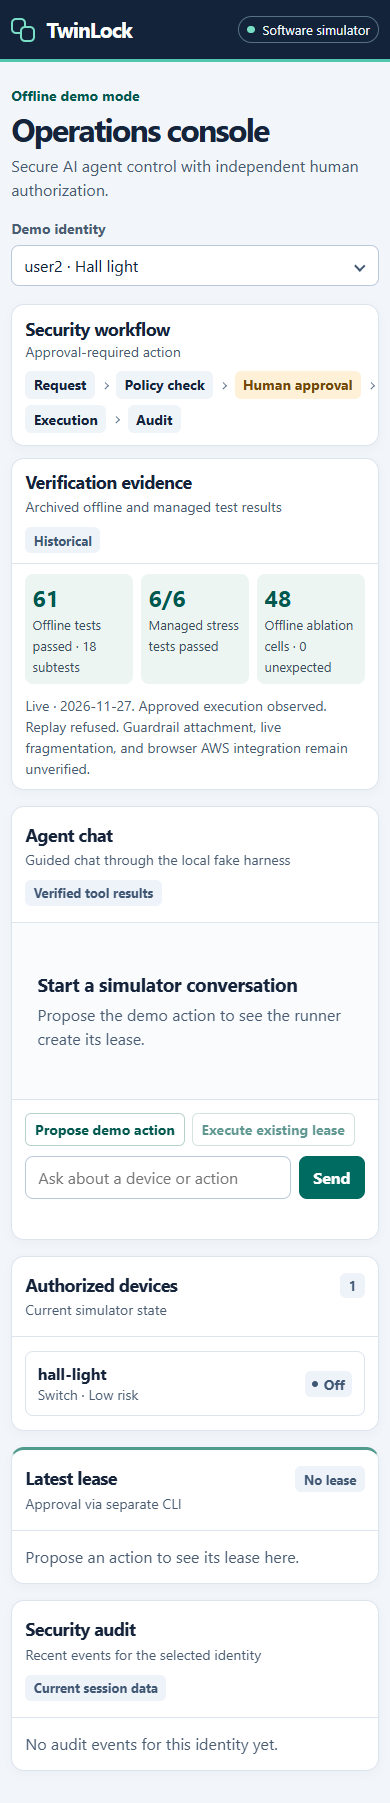 TwinLock
Software simulator
Offline demo mode
Operations console
Secure AI agent control with independent human
authorization.
Demo identity
user2 · Hall light
Security workflow
Approval-required action
Request › Policy check › Human approval ›
Execution › Audit
Verification evidence
Archived offline and managed test results
Historical
61
Offline tests
passed · 18
subtests
6/6
Managed stress
tests passed
48
Offline ablation
cells · 0
unexpected
Live · 2026-11-27. Approved execution observed.
Replay refused. Guardrail attachment, live
fragmentation, and browser AWS integration remain
unverified.
Agent chat
Guided chat through the local fake harness
Verified tool results
Start a simulator conversation
Propose the demo action to see the runner
create its lease.
Propose demo action
Execute existing lease
Ask about a device or action
Send
Authorized devices
1
Current simulator state
hall-light
Switch · Low risk
• Off
Latest lease
No lease
Approval via separate CLI
Propose an action to see its lease here.
Security audit
Recent events for the selected identity
Current session data
No audit events for this identity yet.